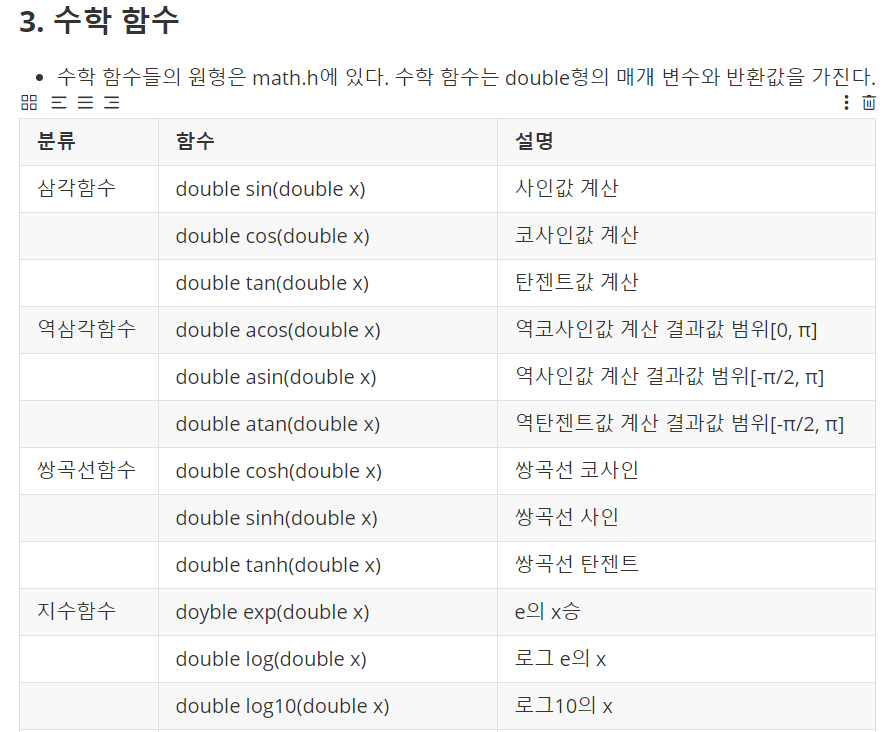 3. 수학 함수
• 수학 함수들의 원형은 math.h에 있다. 수학 함수는 double형의 매개 변수와 반환값을 가진다.
분류 함수 설명
삼각함수 double sin(double x) 사인값 계산
double cos(double x) 코사인값 계산
double tan(double x) 탄젠트값 계산
역삼각함수 double acos(double x) 역코사인값 계산 결과값 범위[0, π]
double asin(double x) 역사인값 계산 결과값 범위[-π/2, π]
double atan(double x) 역탄젠트값 계산 결과값 범위[-π/2, π]
쌍곡선함수 double cosh(double x) 쌍곡선 코사인
double sinh(double x) 쌍곡선 사인
double tanh(double x) 쌍곡선 탄젠트
지수함수 doyble exp(double x) e의 x승
double log(double x) 로그 e의 x
double log10(double x) 로그10의 x